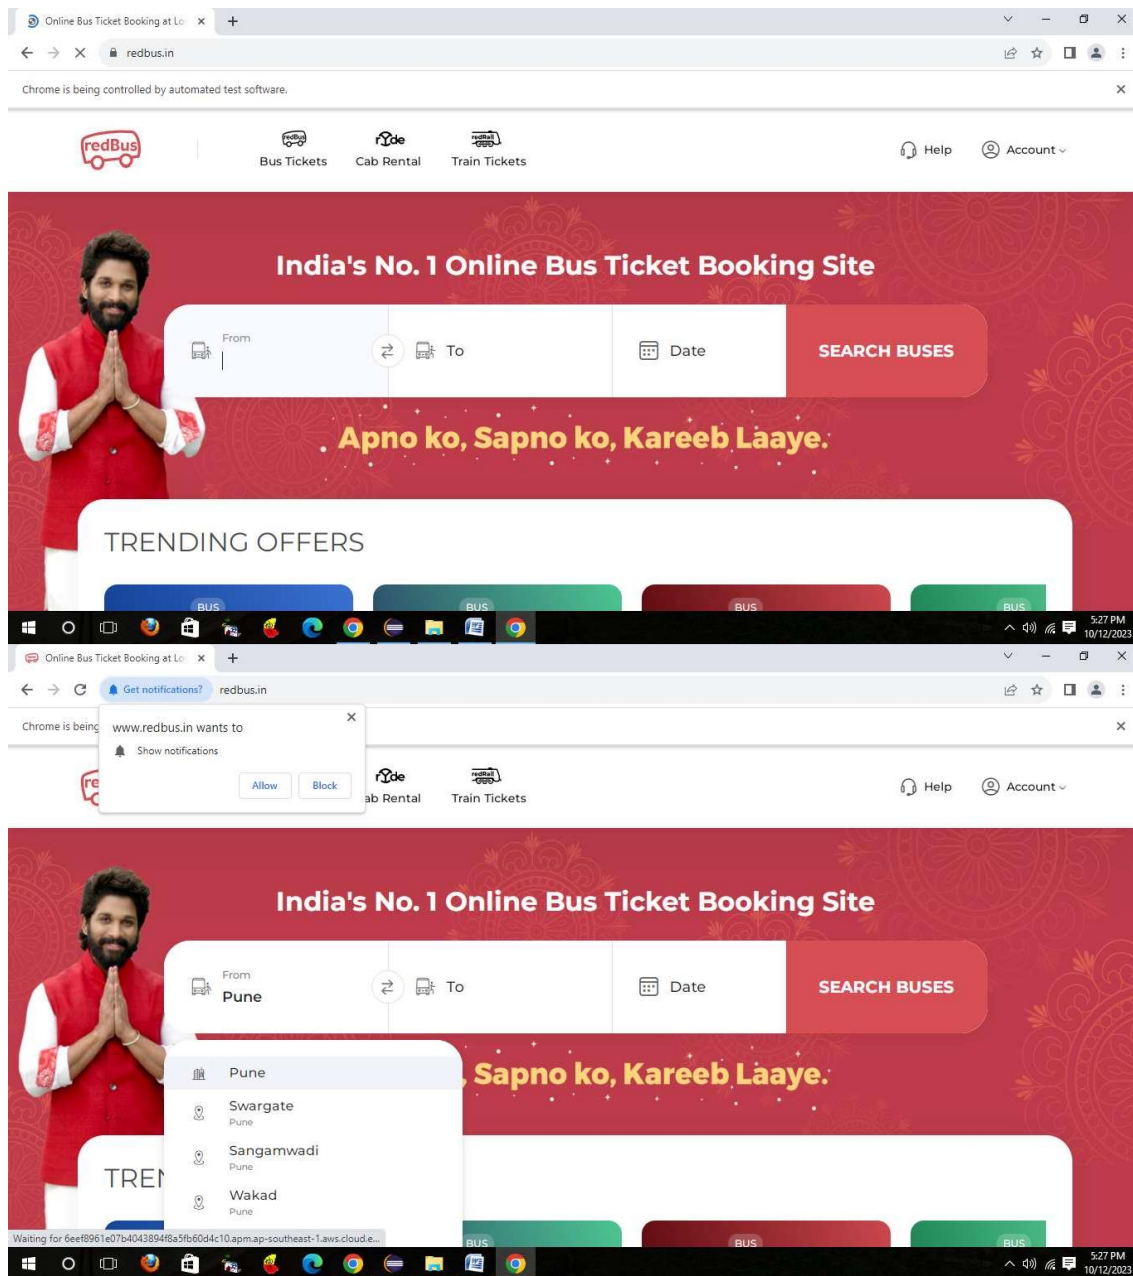 Online Bus Ticket Booking at Lo
redbus.in
Chrome is being controlled by automated test software.
redBus
redBus
Bus Tickets
rYde
Cab Rental
redRail
Train Tickets
Help
Account
India's No. 1 Online Bus Ticket Booking Site
From
To
Date
SEARCH BUSES
Apno ko, Sapno ko, Kareeb Laaye.
TRENDING OFFERS
BUS
BUS
BUS
BUS
5:27 PM
10/12/2023
Online Bus Ticket Booking at Lo
Get notifications?
redbus.in
Chrome is being
www.redbus.in wants to
Show notifications
Allow
Block
re
rYde
ab Rental
redRail
Train Tickets
Help
Account
India's No. 1 Online Bus Ticket Booking Site
From
Pune
To
Date
SEARCH BUSES
, Sapno ko, Kareeb Laaye.
Pune
Swargate
Pune
Sangamwadi
Pune
Wakad
Pune
TREN
Waiting for 6eef8961e07b4043894f8a5fb60d4c10.apm.ap-southeast-1.aws.cloud.e...
BUS
BUS
BUS
5:27 PM
10/12/2023